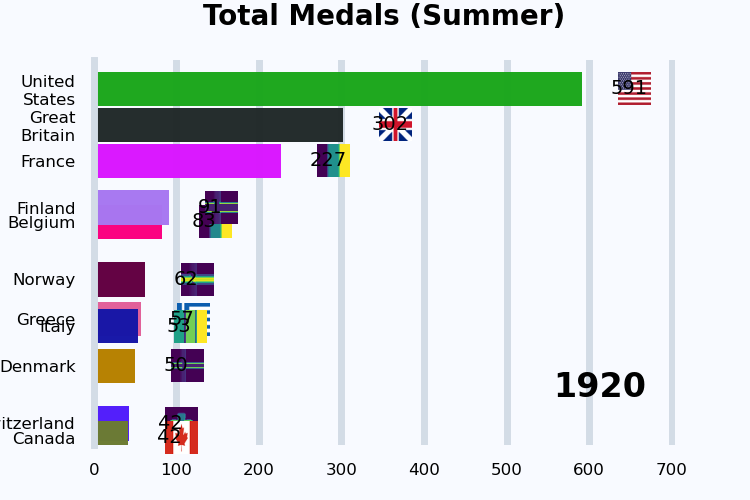 Total Medals (Summer)
United
States
591
Great
Britain
302
France
227
Finland
91
Belgium
83
Norway
62
Greece
57
Italy
53
Denmark
50
itzerland
42
Canada
42
1920
0 100 200 300 400 500 600 700